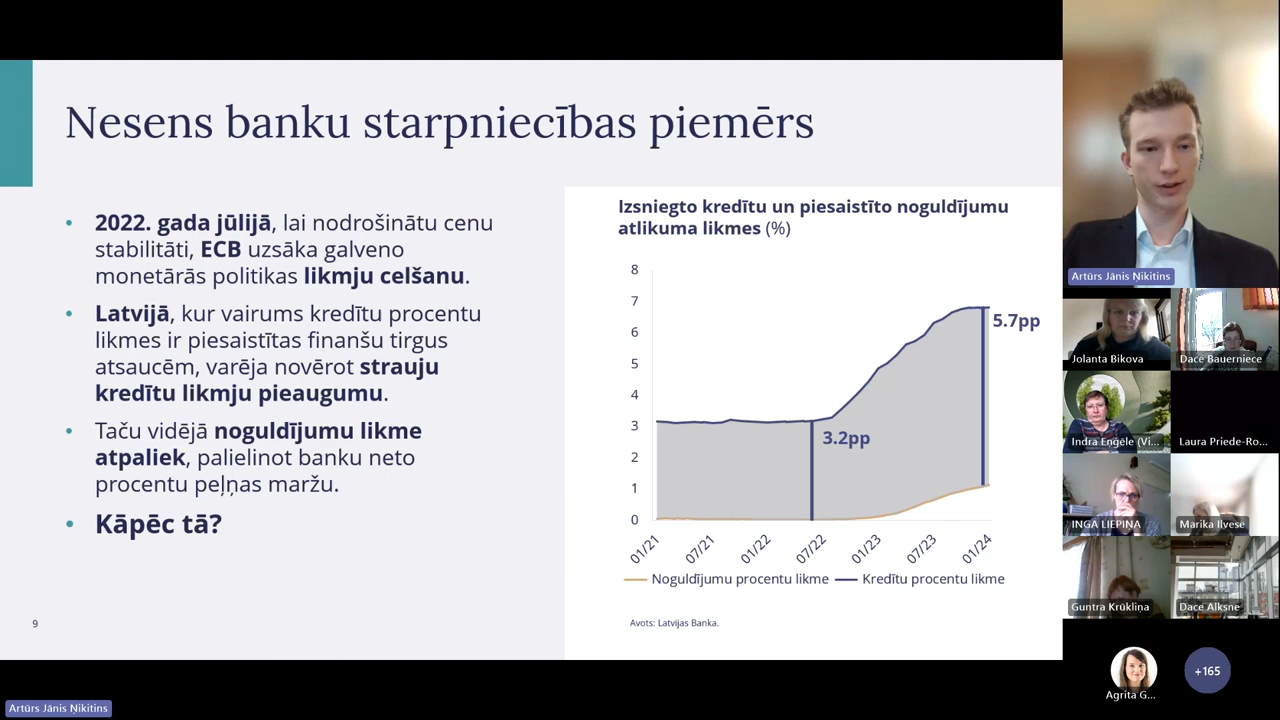 Nesens banku starpniecības piemērs
• 2022. gada jūlijā, lai nodrošinātu cenu
stabilitāti, ECB uzsāka galveno
monetārās politikas likmju celšanu.
• Latvijā, kur vairums kredītu procentu
likmes ir piesaistītas finanšu tirgus
atsaucēm, varēja novērot strauju
kredītu likmju pieaugumu.
• Taču vidējā noguldījumu likme
atpaliek, palielinot banku neto
procentu peļņas maržu.
• Kāpēc tā?
9
Izsniegto kredītu un piesaistīto noguldījumu
atlikuma likmes (%)
8
7
6
5
4
3
2
1
0
5.7pp
3.2pp
01/21
07/21
01/22
07/22
01/23
07/23
01/24
Noguldījumu procentu likme
Kredītu procentu likme
Avots: Latvijas Banka.
Artūrs Jānis Ņikitins
Jolanta Bikova
Dace Bauerniece
Indra Eņģēle (Vi...
Laura Priede-Ro...
INGA LIEPIŅA
Marika Ilvese
Guntra Krūkliņa
Dace Alksne
Agrita G...
+165
Artūrs Jānis Ņikitins